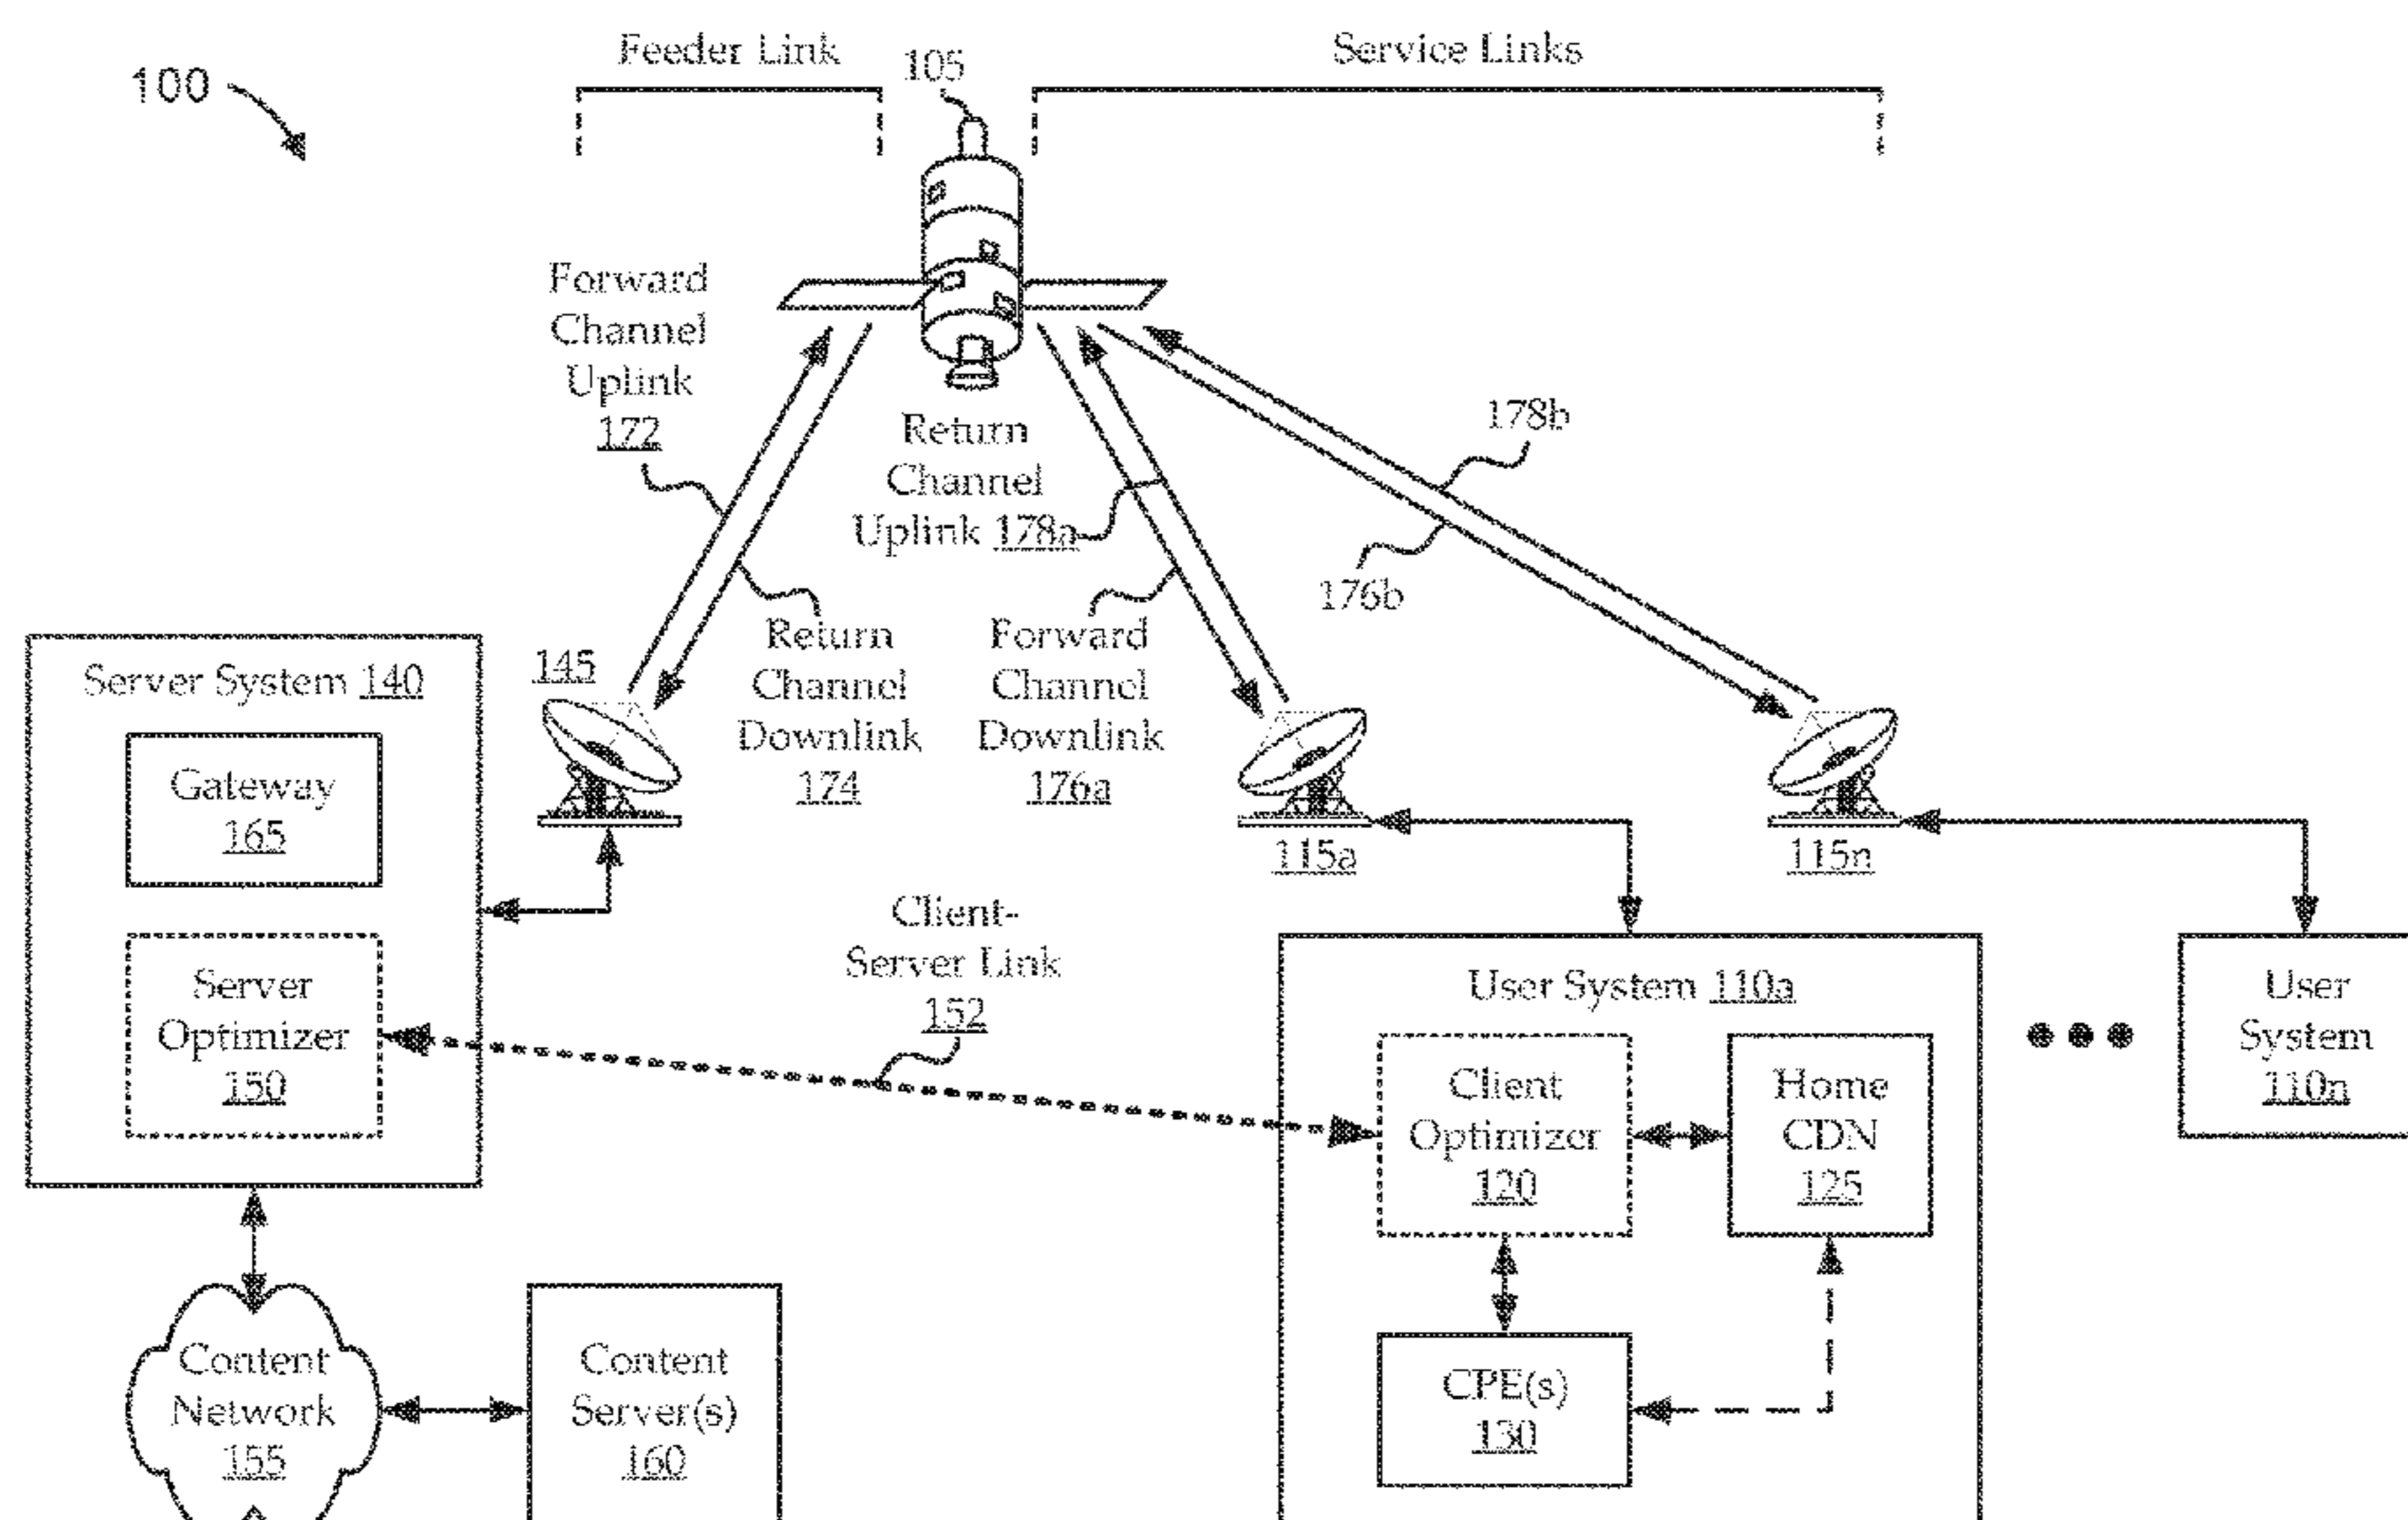 100
Feeder Link
105
Service Links
Forward
Channel
Uplink
172
Return
Channel
Uplink 178a
178b
176b
Server System 140
145
Return
Channel
Downlink
174
Forward
Channel
Downlink
176a
Gateway
165
115a
115n
Client-
Server Link
152
Server
Optimizer
150
User System 110a
Client
Optimizer
120
Home
CDN
125
User
System
110n
Content
Network
155
Content
Server(s)
160
CPE(s)
130